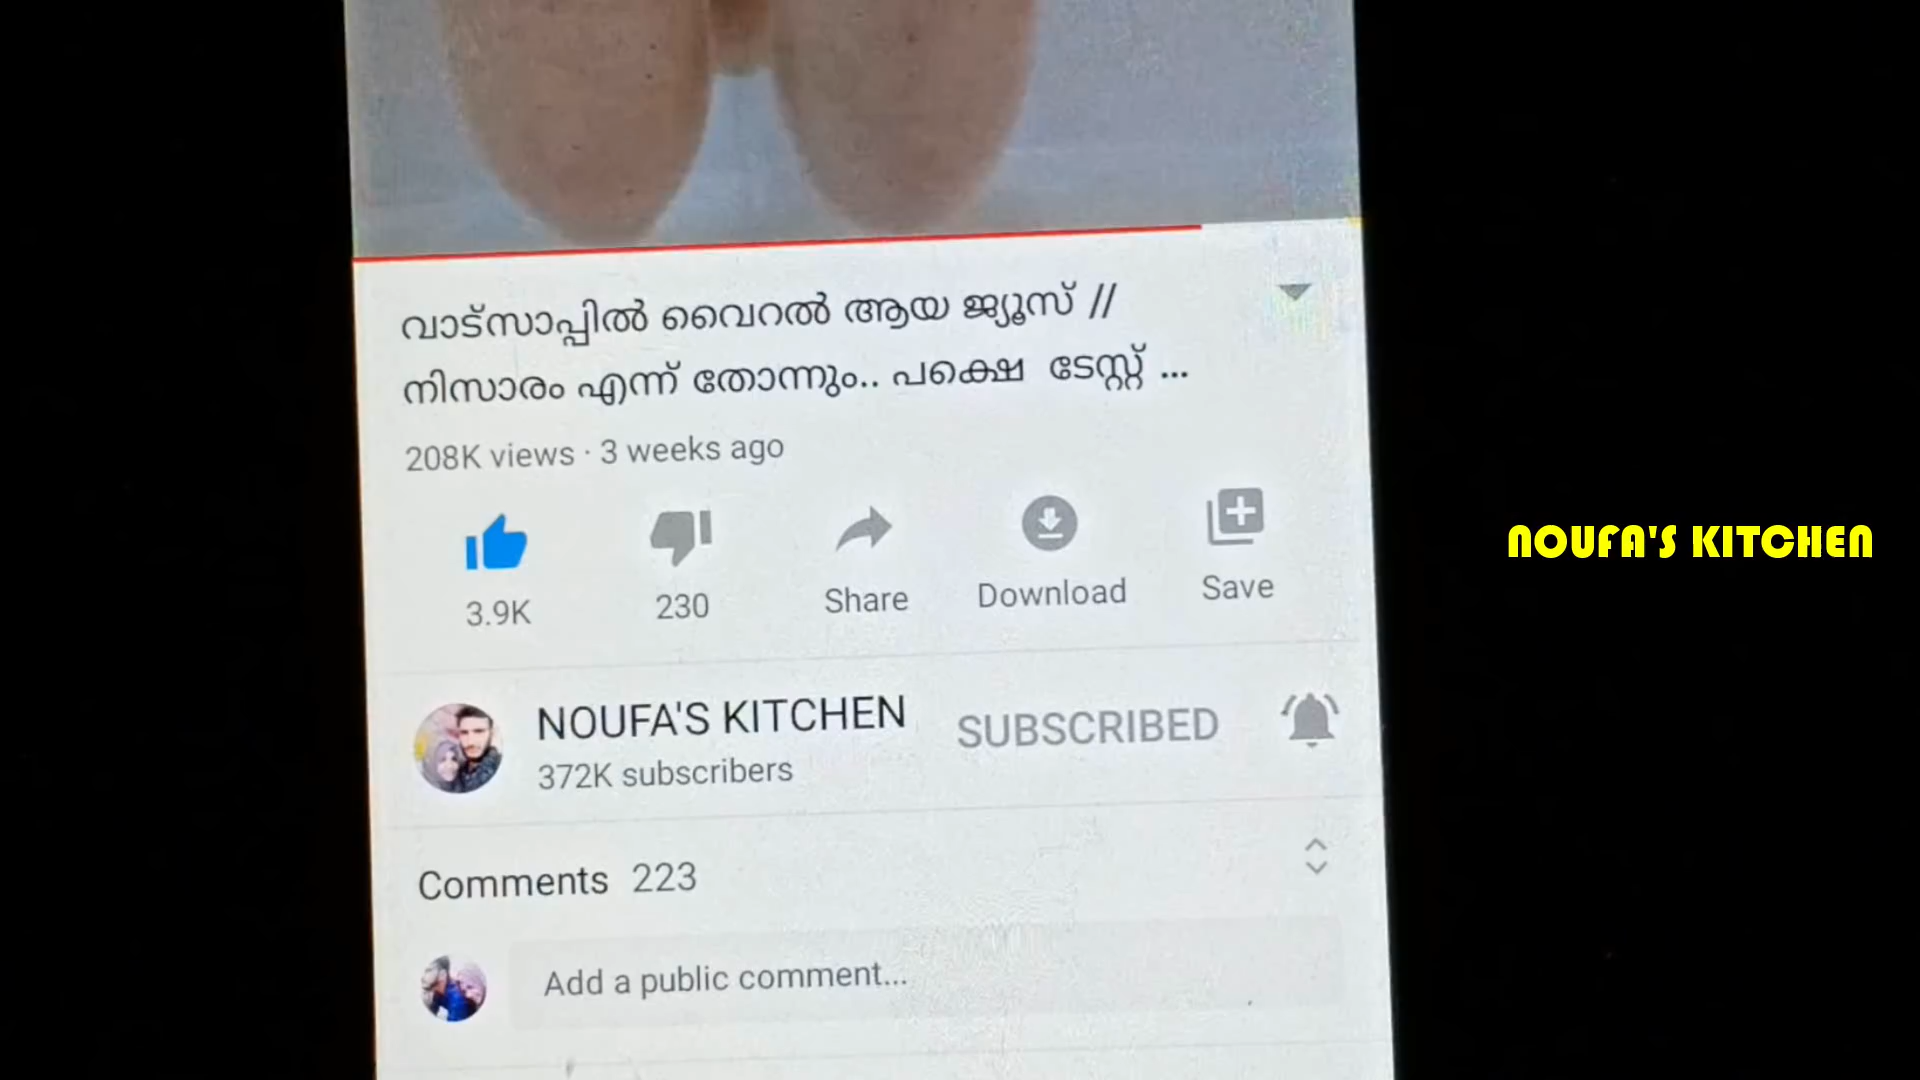 വാട്സാപ്പിൽ വൈറൽ ആയ ജ്യൂസ് //
നിസാരം എന്ന് തോന്നും.. പക്ഷെ ടേസ്റ്റ് ...
208K views · 3 weeks ago
3.9K
230
Share
Download
Save
NOUFA'S KITCHEN
SUBSCRIBED
372K subscribers
Comments 223
Add a public comment...
NOUFA'S KITCHEN